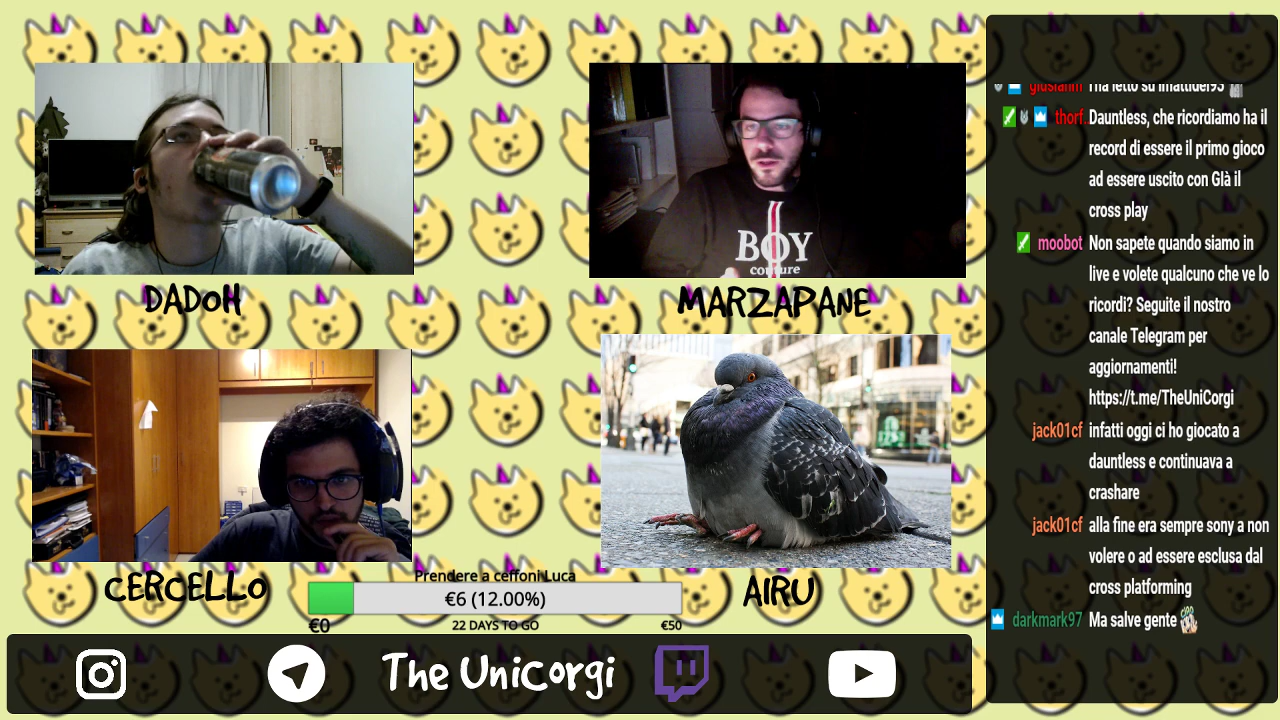 BOY
couture
DADOH
MARZAPANE
CERCELLO
AIRU
Prendere a ceffoni Luca
€6 (12.00%)
€0
22 DAYS TO GO
€50
The UniCorgi
thorf. Dauntless, che ricordiamo ha il
record di essere il primo gioco
ad essere uscito con GIà il
cross play
moobot Non sapete quando siamo in
live e volete qualcuno che ve lo
ricordi? Seguite il nostro
canale Telegram per
aggiornamenti!
https://t.me/TheUniCorgi
jack01cf infatti oggi ci ho giocato a
dauntless e continuava a
crashare
jack01cf alla fine era sempre sony a non
volere o ad essere esclusa dal
cross platforming
darkmark97 Ma salve gente